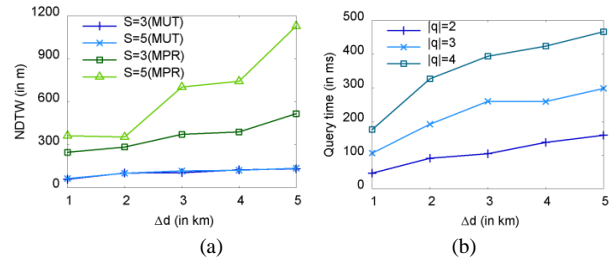 1200
900
600
300
0
NDTW (in m)
S=3(MUT)
S=5(MUT)
S=3(MPR)
S=5(MPR)
1 2 3 4 5
Δd (in km)
(a)
500
400
300
200
100
0
Query time (in ms)
|q|=2
|q|=3
|q|=4
1 2 3 4 5
Δd (in km)
(b)